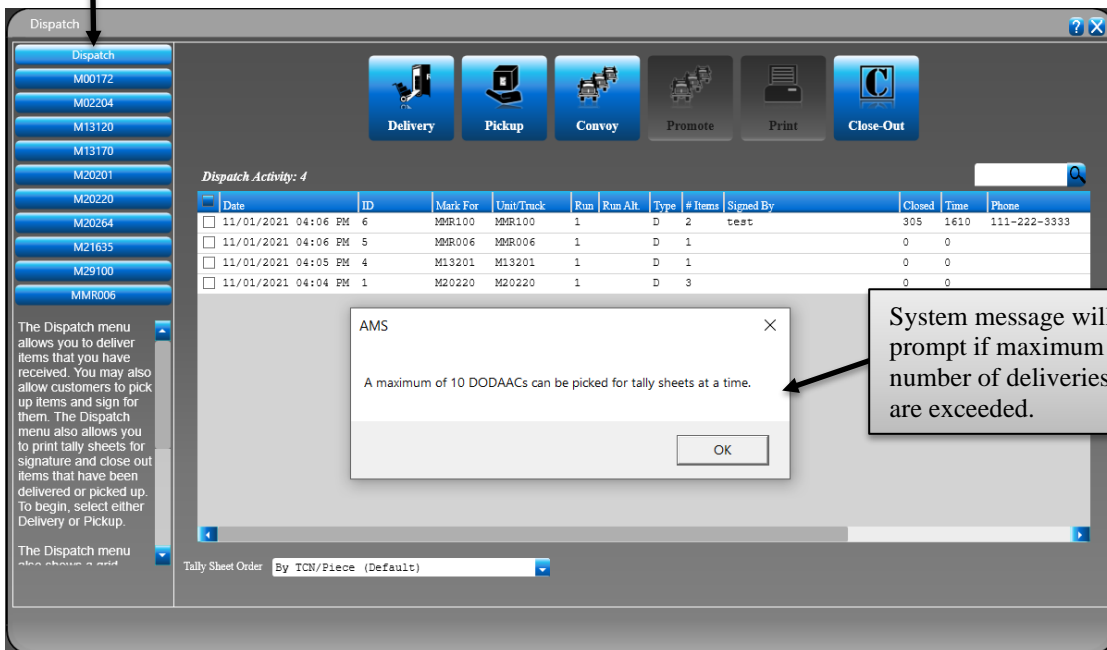 Dispatch
Dispatch
M00172
M02204
M13120
M13170
M20201
M20220
M20264
M21635
M29100
MMR006
The Dispatch menu
allows you to deliver
items that you have
received. You may also
allow customers to pick
up items and sign for
them. The Dispatch
menu also allows you
to print tally sheets for
signature and close out
items that have been
delivered or picked up.
To begin, select either
Delivery or Pickup.
The Dispatch menu
also shows a grid
Delivery Pickup Convoy Promote Print Close-Out
Dispatch Activity: 4
Date ID Mark For Unit/Truck Run Run Alt. Type # Items Signed By Closed Time Phone
11/01/2021 04:06 PM 6 MMR100 MMR100 1 D 2 test 305 1610 111-222-3333
11/01/2021 04:06 PM 5 MMR006 MMR006 1 D 1 0 0
11/01/2021 04:05 PM 4 M13201 M13201 1 D 1 0 0
11/01/2021 04:04 PM 1 M20220 M20220 1 D 3 0 0
AMS
A maximum of 10 DODAACs can be picked for tally sheets at a time.
OK
System message will
prompt if maximum
number of deliveries
are exceeded.
Tally Sheet Order By TCN/Piece (Default)